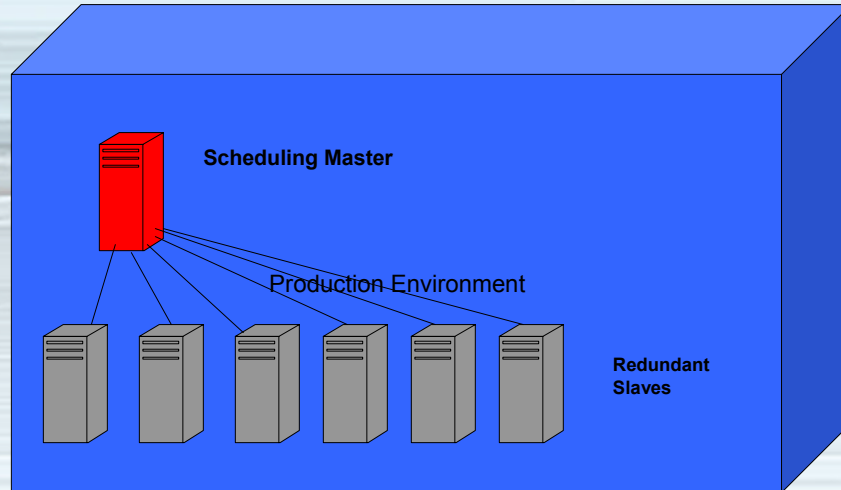 Scheduling Master
Production Environment
Redundant
Slaves